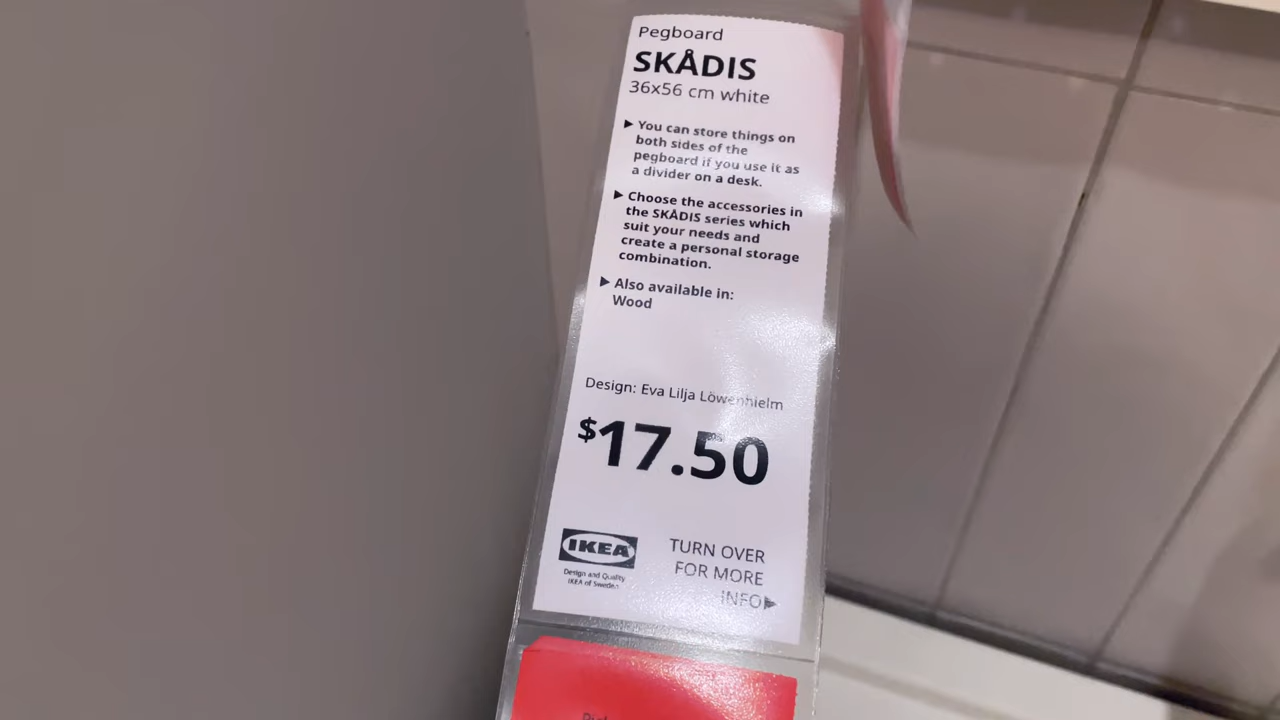 Pegboard
SKÅDIS
36x56 cm white
▶ You can store things on
both sides of the
pegboard if you use it as
a divider on a desk.
▶ Choose the accessories in
the SKÅDIS series which
suit your needs and
create a personal storage
combination.
▶ Also available in:
Wood
Design: Eva Lilja Löwenhielm
$17.50
IKEA
Design and Quality
IKEA of Sweden
TURN OVER
FOR MORE
INFO▶